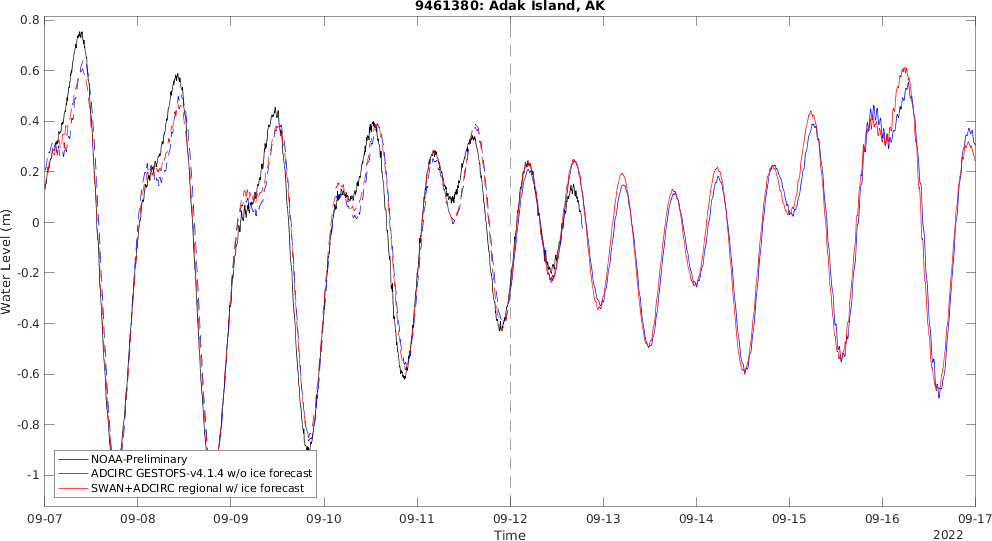 9461380: Adak Island, AK
0.8
0.6
0.4
0.2
0
-0.2
-0.4
-0.6
-0.8
-1
Water Level (m)
NOAA-Preliminary
ADCIRC GESTOFS-v4.1.4 w/o ice forecast
SWAN+ADCIRC regional w/ ice forecast
09-07 09-08 09-09 09-10 09-11 09-12 09-13 09-14 09-15 09-16 09-17
Time
2022